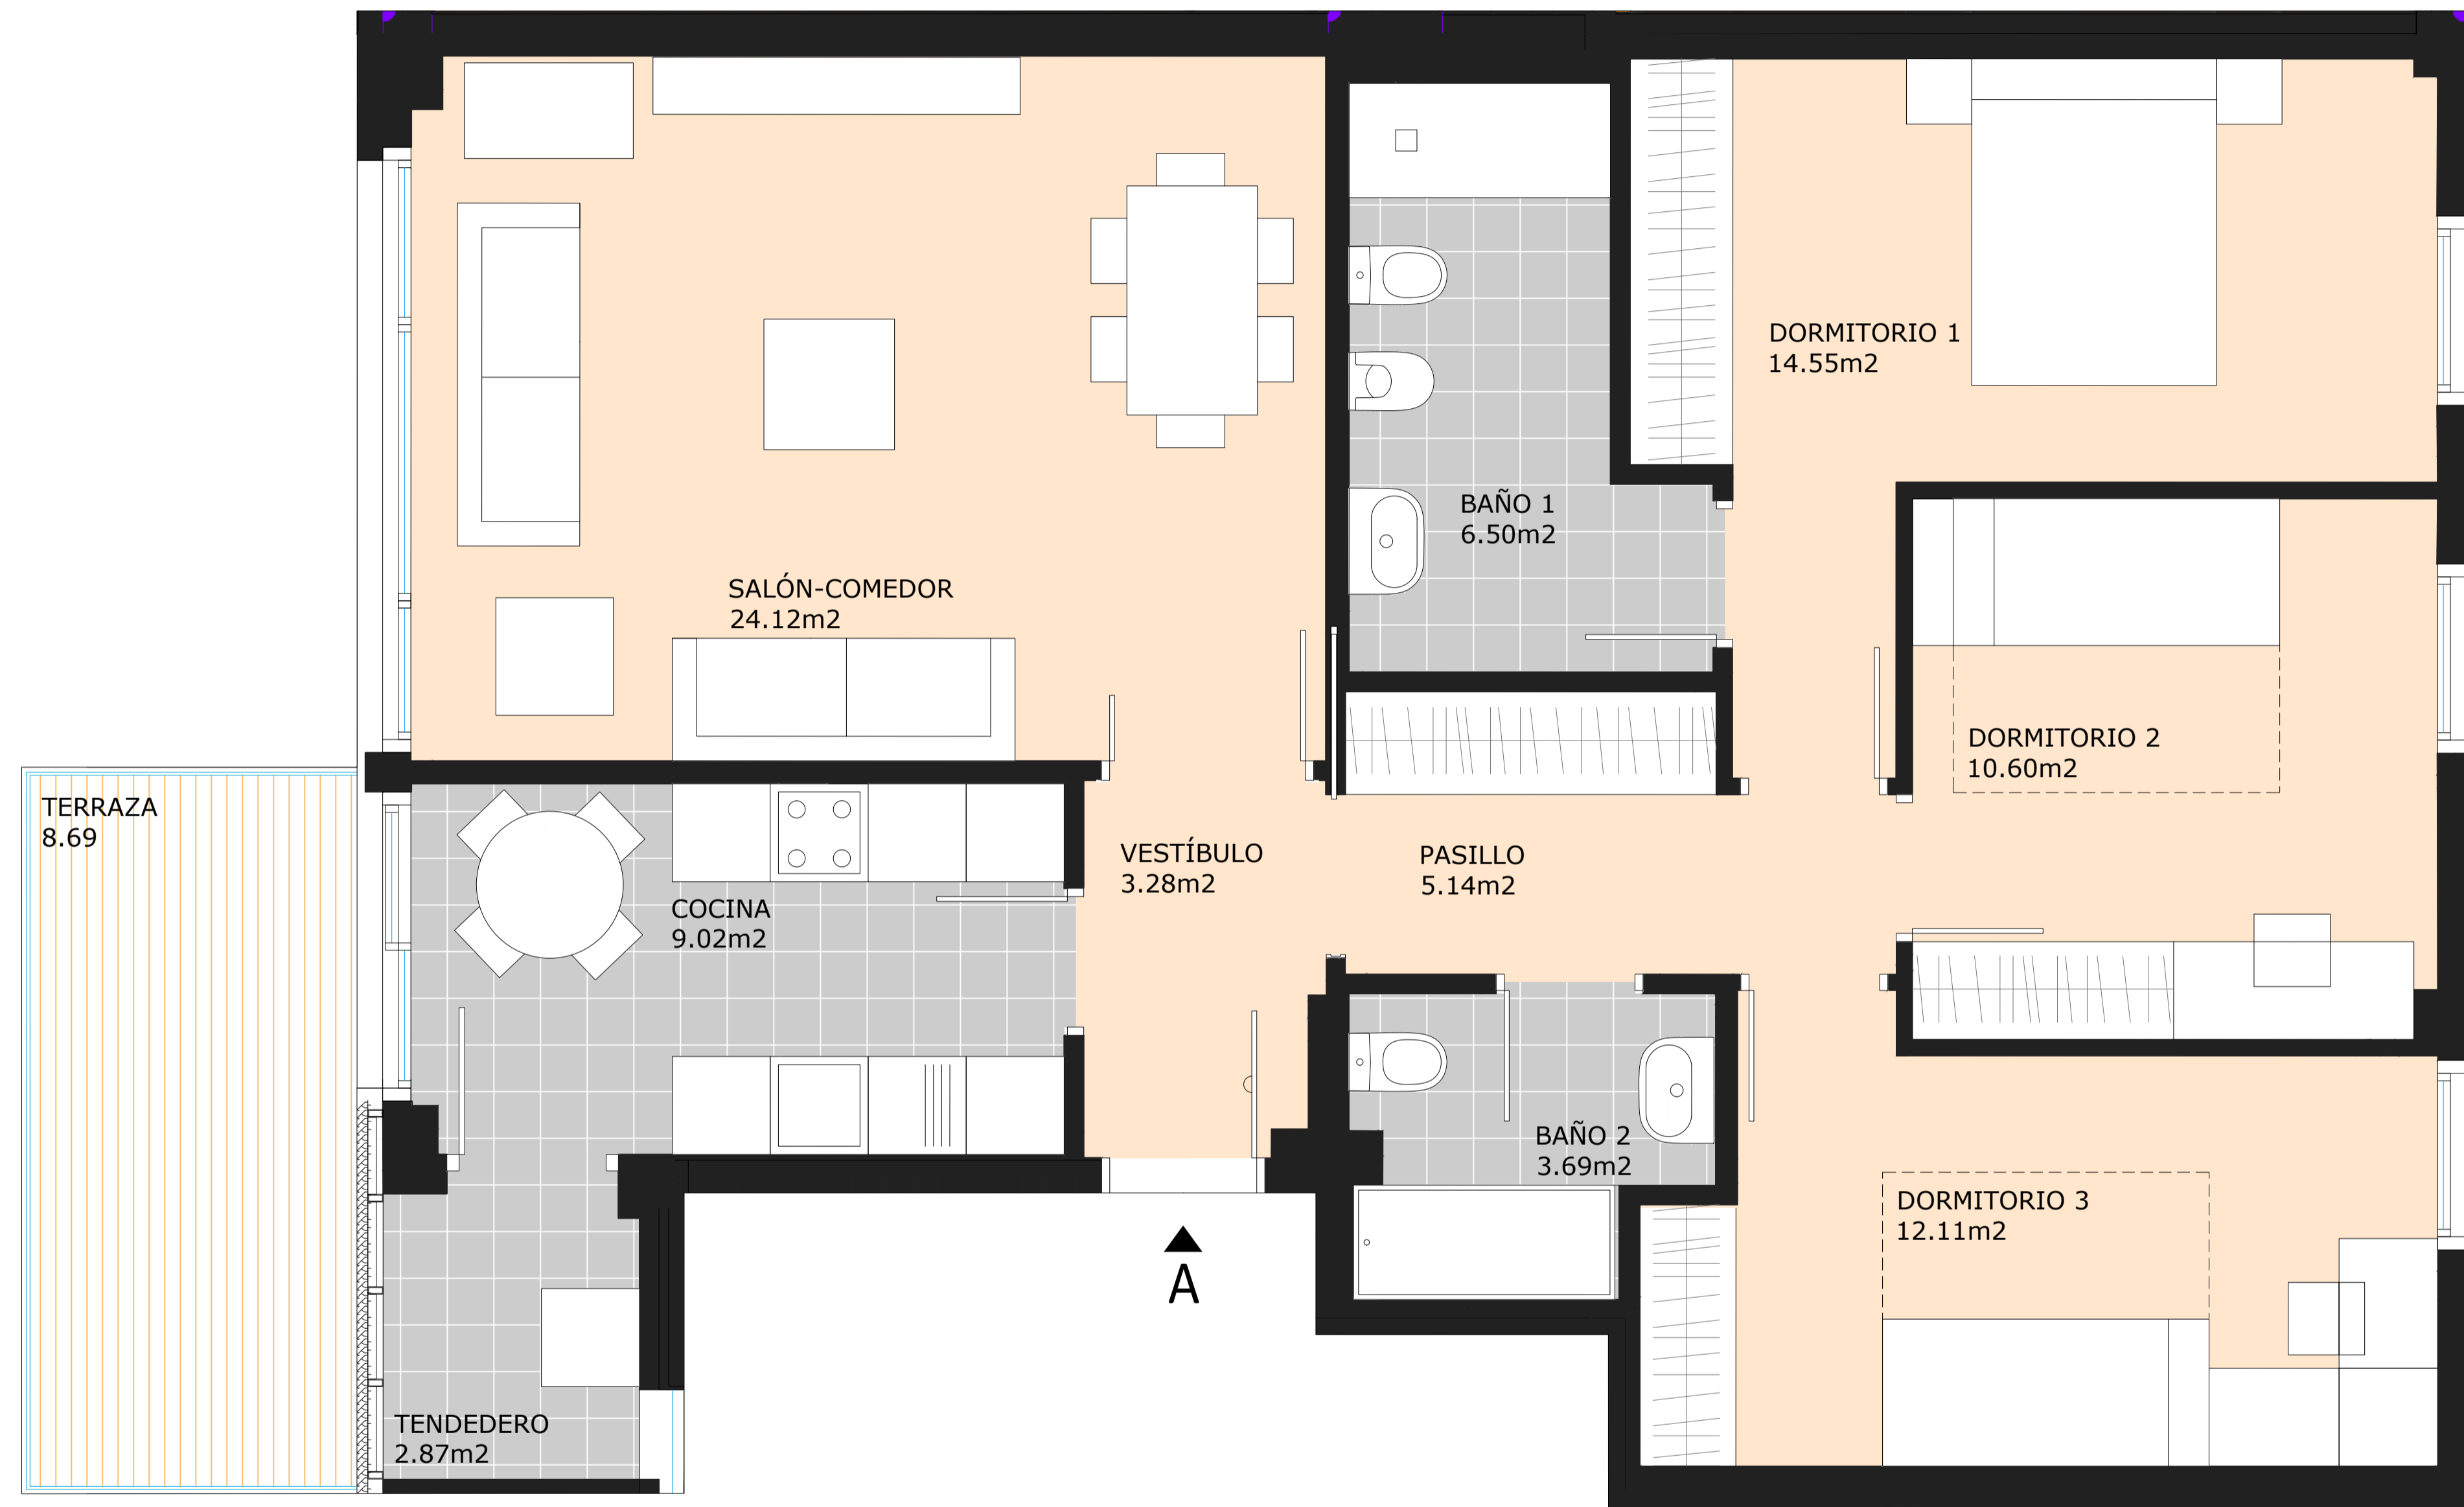 DORMITORIO 1
14.55m2
BAÑO 1
6.50m2
SALÓN-COMEDOR
24.12m2
DORMITORIO 2
10.60m2
TERRAZA
8.69
VESTÍBULO
3.28m2
PASILLO
5.14m2
COCINA
9.02m2
BAÑO 2
3.69m2
DORMITORIO 3
12.11m2
A
TENDEDERO
2.87m2